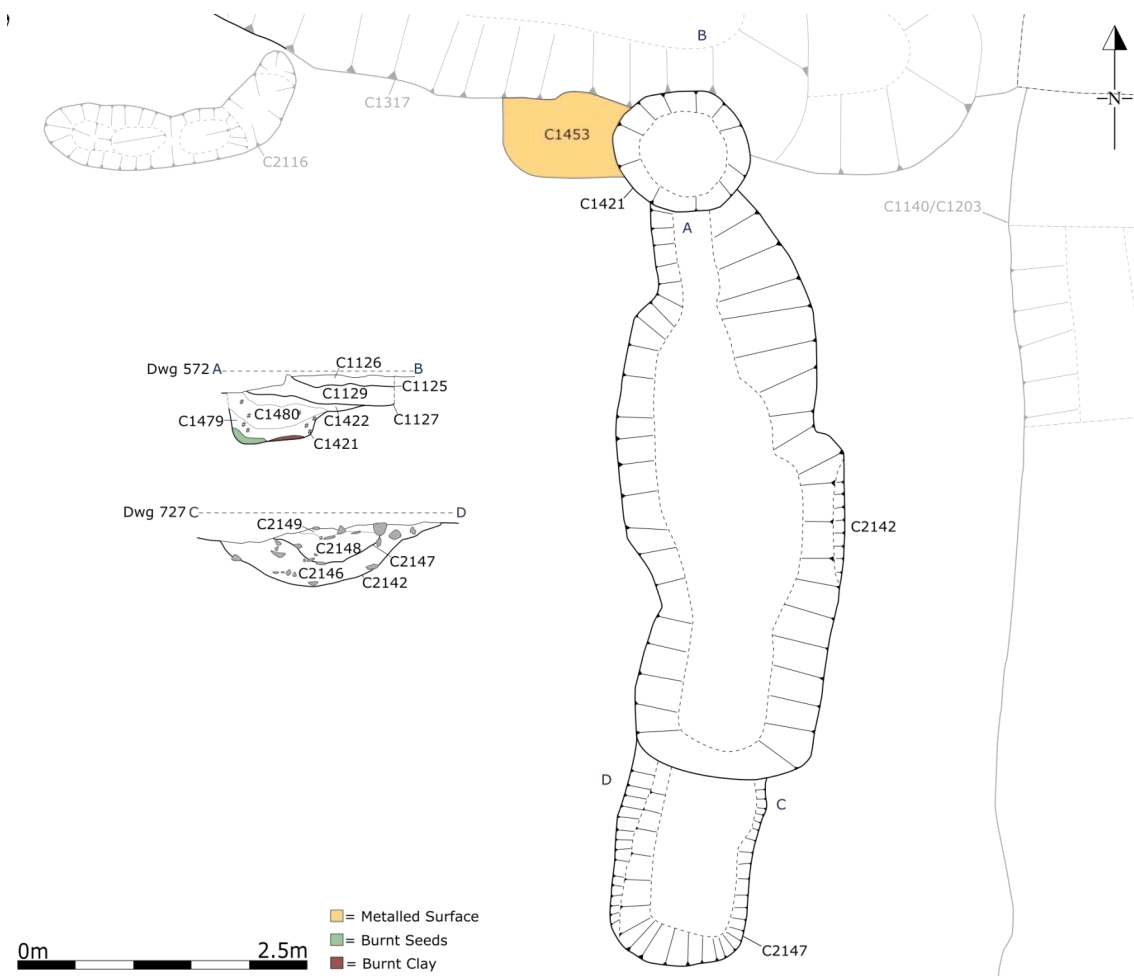 B
C1317
N
C1453
C2116
C1421
C1140/C1203
A
Dwg 572 A
B
C1126
C1125
C1129
C1479
C1480
C1422
C1127
C1421
Dwg 727 C
D
C2149
C2148
C2147
C2146
C2142
C2142
D
C
C2147
= Metalled Surface
= Burnt Seeds
= Burnt Clay
0m
2.5m